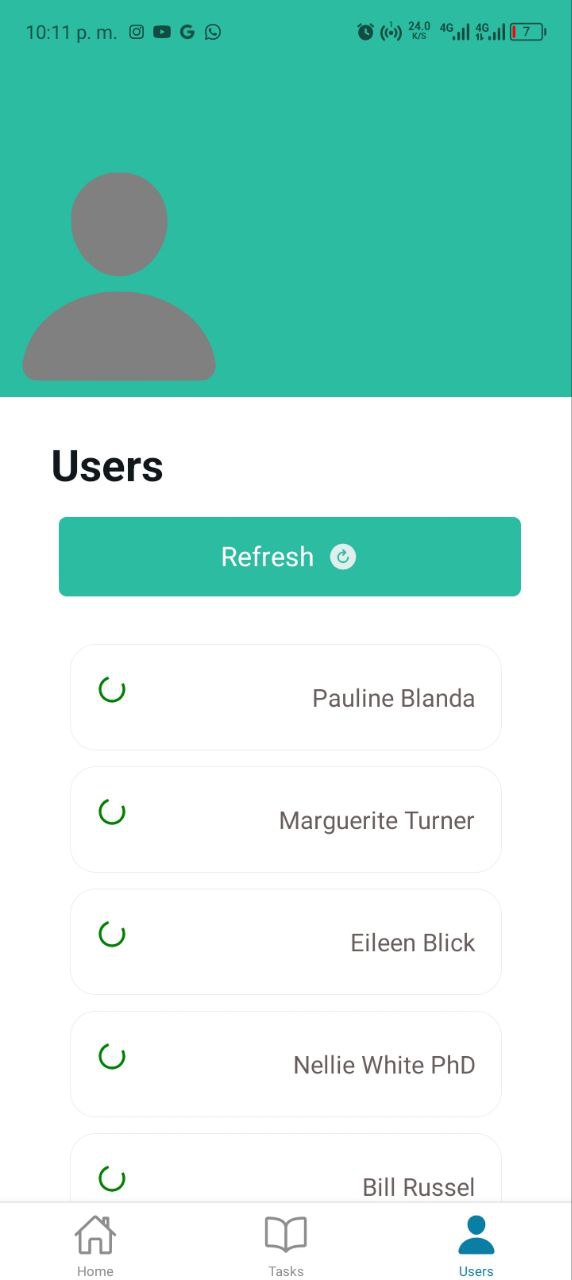 10:11 p. m.
24.0
K/S
4G
4G
7
Users
Refresh
Pauline Blanda
Marguerite Turner
Eileen Blick
Nellie White PhD
Bill Russel
Home
Tasks
Users